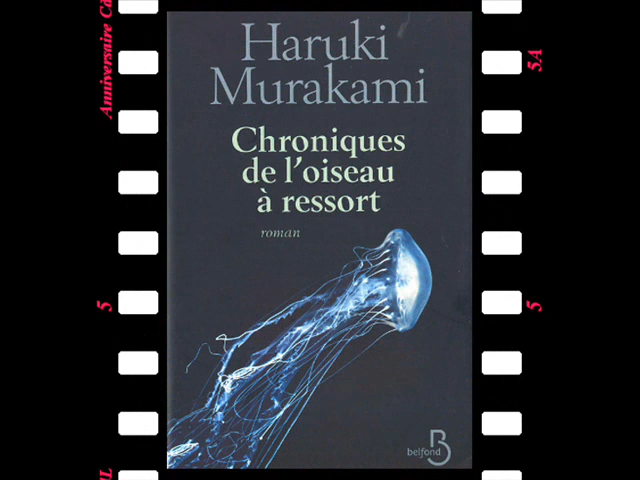 Haruki
Murakami
Chroniques
de l'oiseau
à ressort
roman
belfond
Anniversaire
5A
5
5